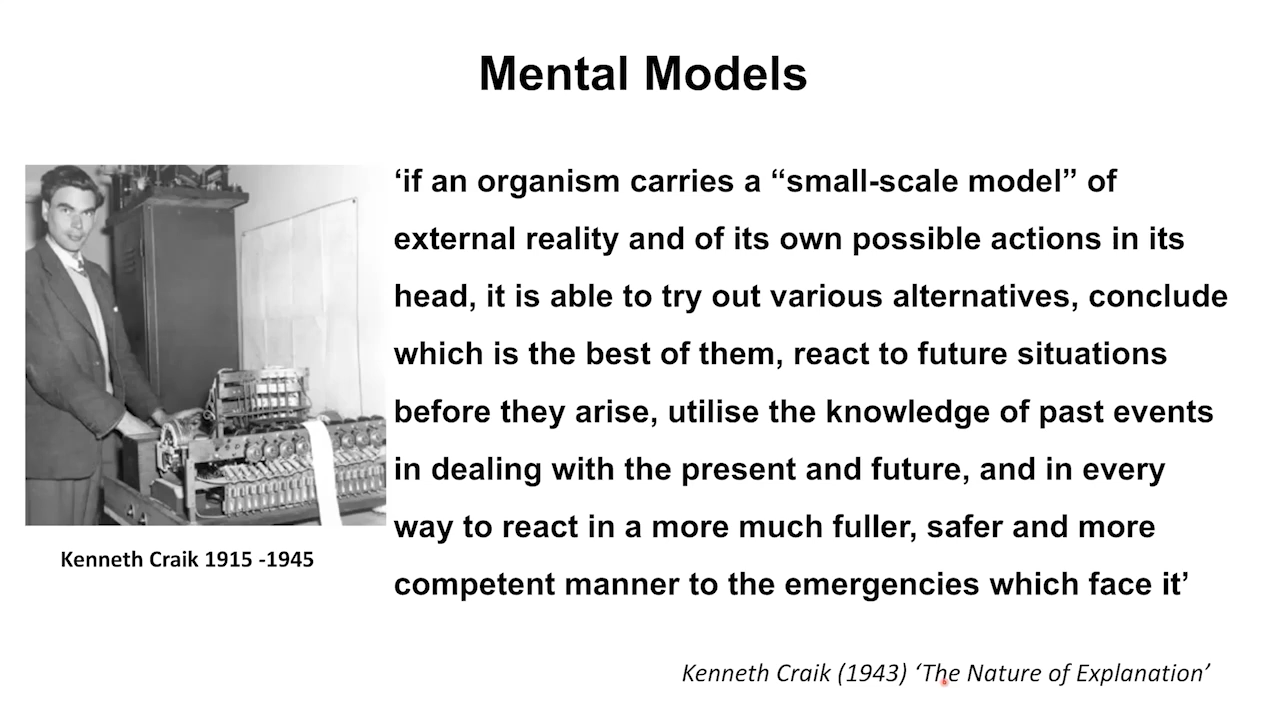 Mental Models
‘if an organism carries a “small-scale model” of
external reality and of its own possible actions in its
head, it is able to try out various alternatives, conclude
which is the best of them, react to future situations
before they arise, utilise the knowledge of past events
in dealing with the present and future, and in every
way to react in a more much fuller, safer and more
competent manner to the emergencies which face it’
Kenneth Craik 1915 -1945
Kenneth Craik (1943) ‘The Nature of Explanation’